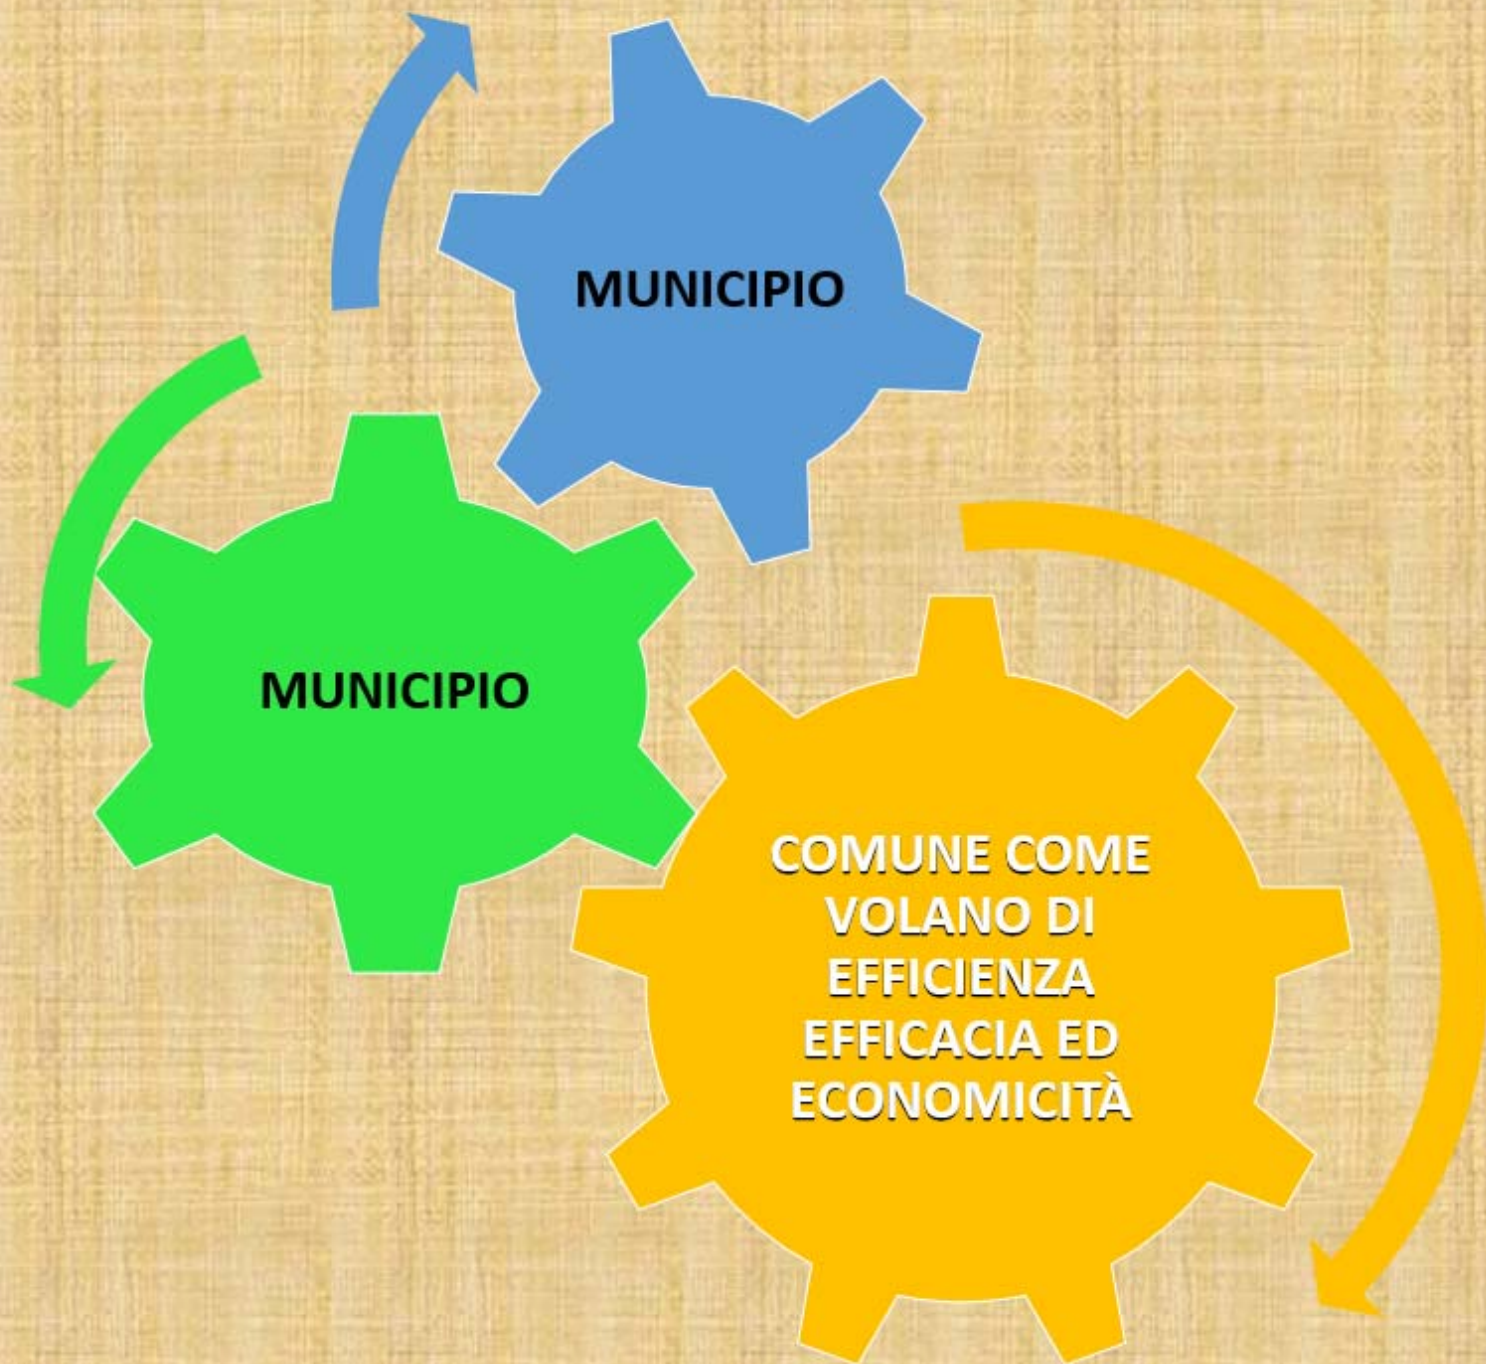 MUNICIPIO
MUNICIPIO
COMUNE COME
VOLANO DI
EFFICIENZA
EFFICACIA ED
ECONOMICITÀ